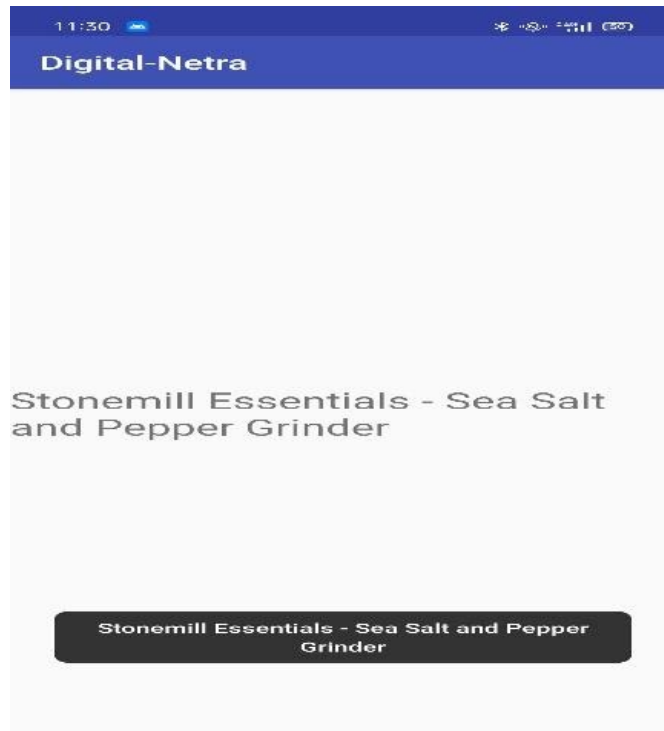 11:30
Digital-Netra
Stonemill Essentials - Sea Salt
and Pepper Grinder
Stonemill Essentials - Sea Salt and Pepper
Grinder